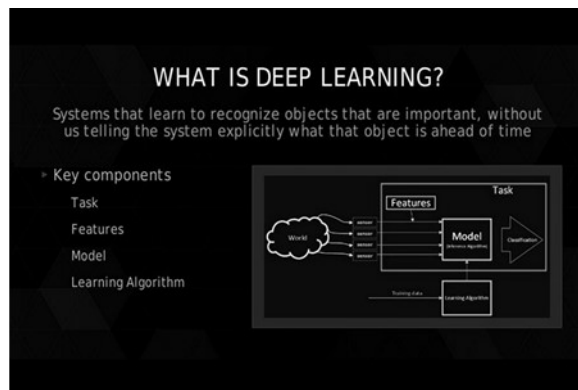 WHAT IS DEEP LEARNING?
Systems that learn to recognize objects that are important, without
us telling the system explicitly what that object is ahead of time
Key components
Task
Features
Model
Learning Algorithm
Task
Features
World
Model
(Inference Algorithm)
Classification
Training data
Learning Algorithm